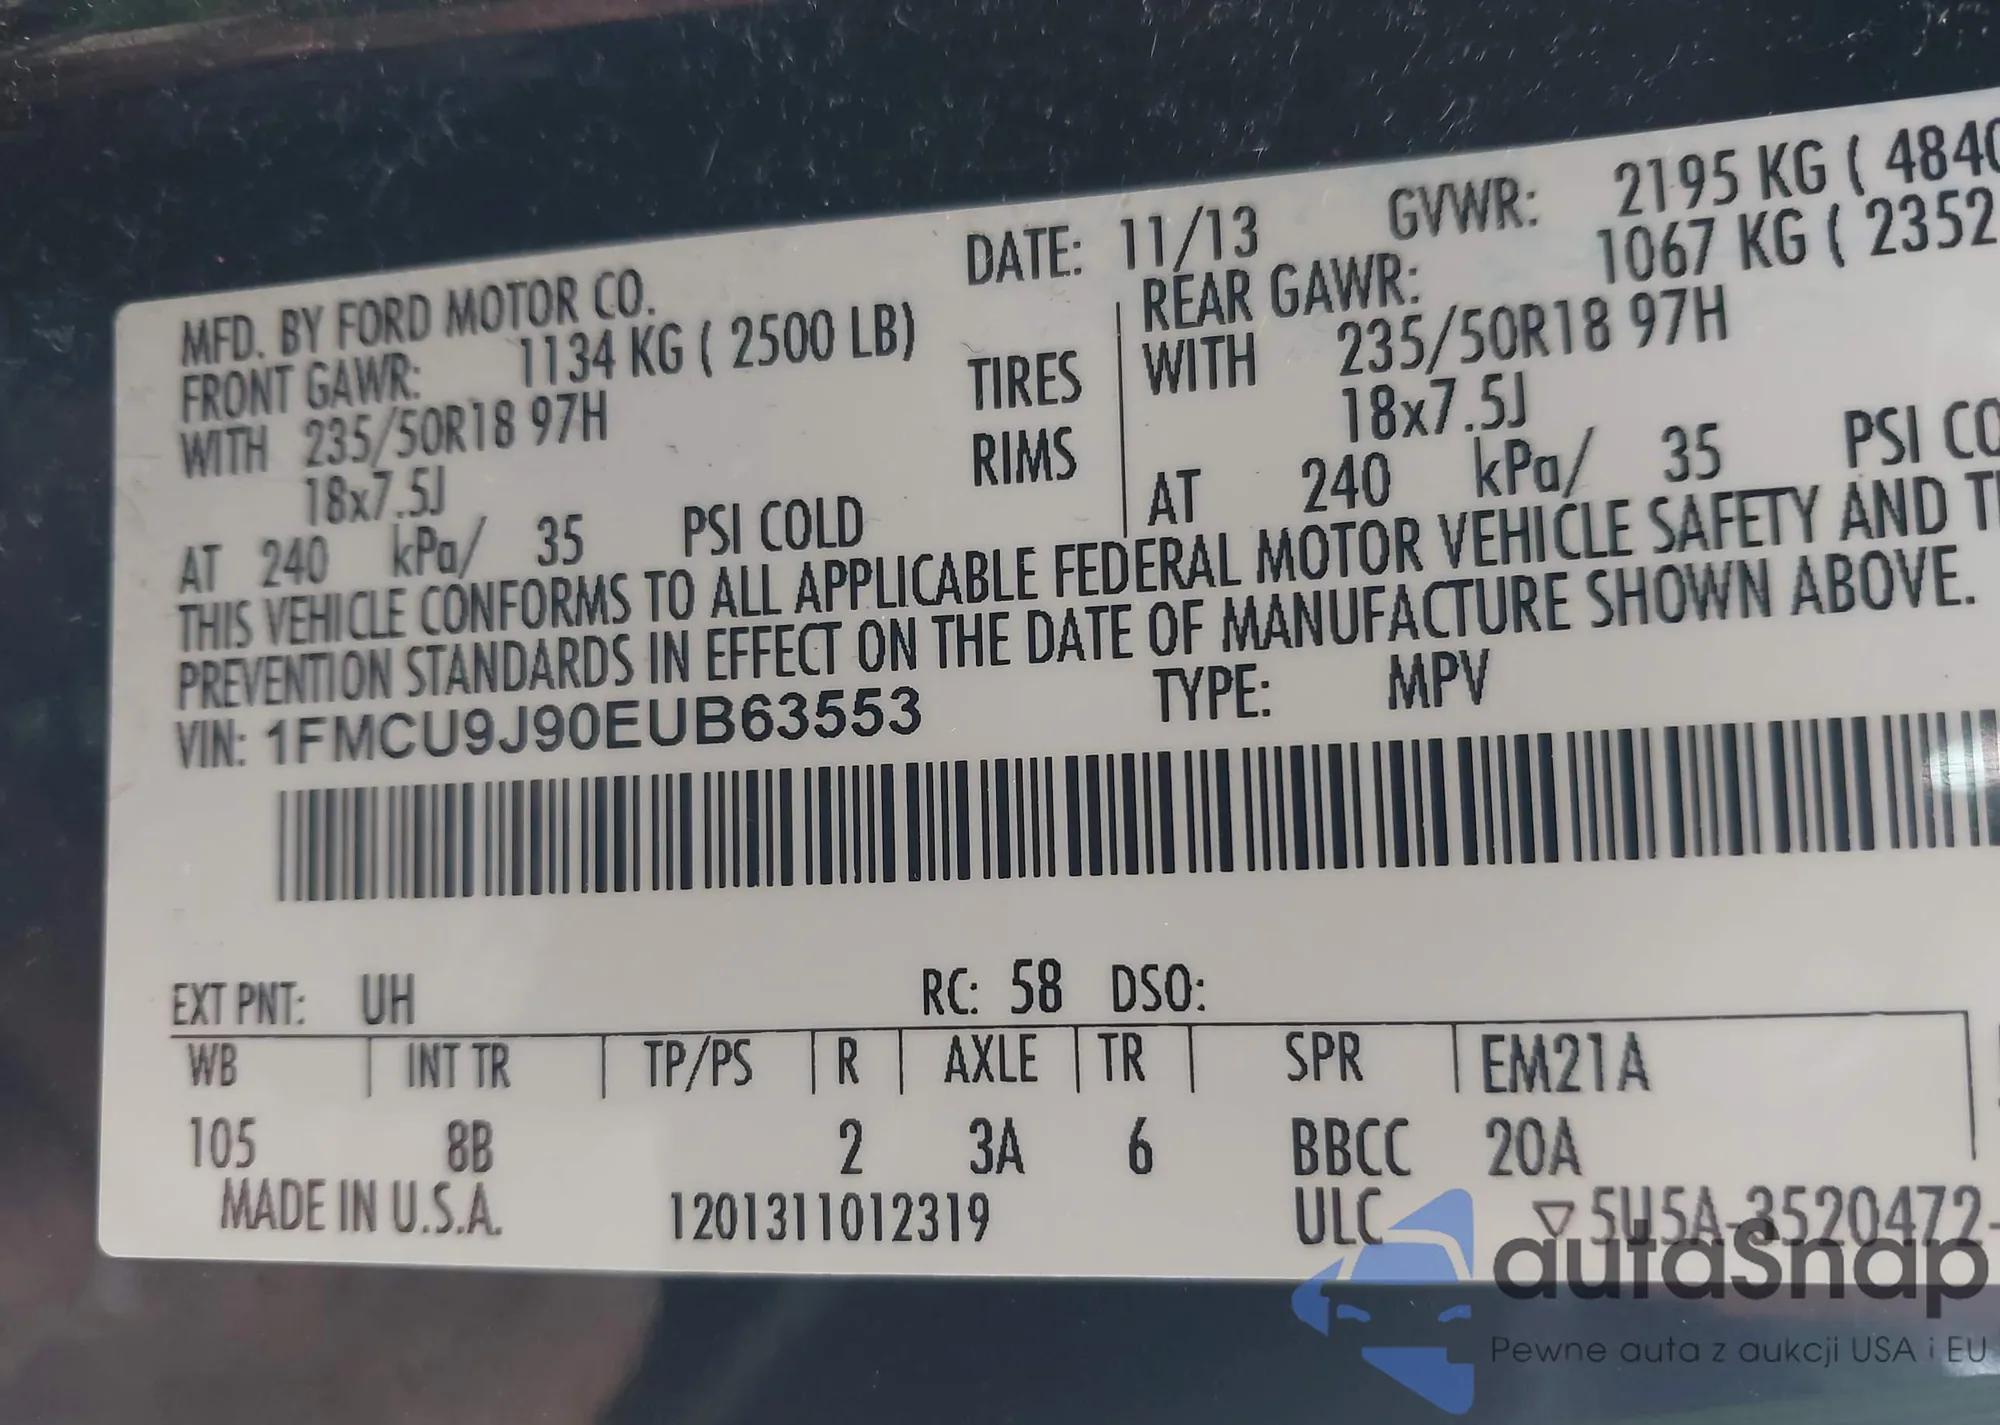 DATE: 11/13 GVWR: 2195 KG ( 4840
MFD. BY FORD MOTOR CO.
FRONT GAWR: 1134 KG ( 2500 LB) REAR GAWR: 1067 KG ( 2352
WITH 235/50R18 97H TIRES WITH 235/50R18 97H
18x7.5J RIMS 18x7.5J
AT 240 kPa/ 35 PSI COLD AT 240 kPa/ 35 PSI CO
THIS VEHICLE CONFORMS TO ALL APPLICABLE FEDERAL MOTOR VEHICLE SAFETY AND
PREVENTION STANDARDS IN EFFECT ON THE DATE OF MANUFACTURE SHOWN ABOVE.
VIN: 1FMCU9J90EUB63553 TYPE: MPV
EXT PNT: UH RC: 58 DSO:
WB INT TR TP/PS R AXLE TR SPR EM21A
105 8B 2 3A 6 BBCC 20A
MADE IN U.S.A. 1201311012319 ULC ▽5U5A-3520472-
autaSnap
Pewne auta z aukcji USA i EU